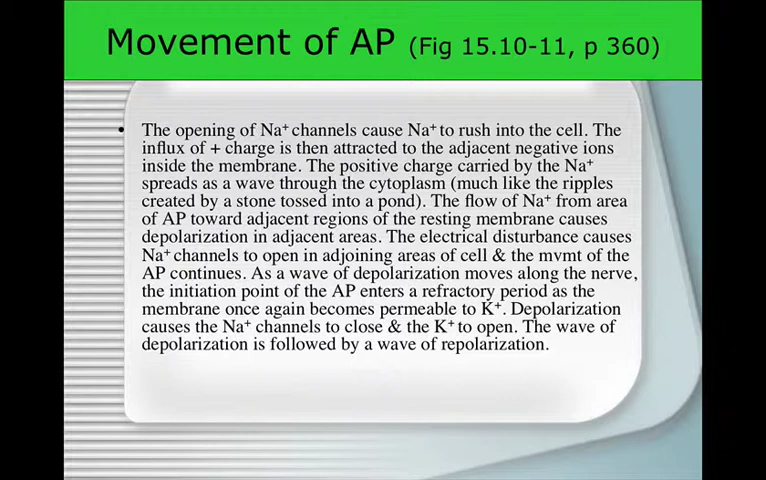 Movement of AP (Fig 15.10-11, p 360)
• The opening of Na⁺ channels cause Na⁺ to rush into the cell. The
influx of + charge is then attracted to the adjacent negative ions
inside the membrane. The positive charge carried by the Na⁺
spreads as a wave through the cytoplasm (much like the ripples
created by a stone tossed into a pond). The flow of Na⁺ from area
of AP toward adjacent regions of the resting membrane causes
depolarization in adjacent areas. The electrical disturbance causes
Na⁺ channels to open in adjoining areas of cell & the mvmt of the
AP continues. As a wave of depolarization moves along the nerve,
the initiation point of the AP enters a refractory period as the
membrane once again becomes permeable to K⁺. Depolarization
causes the Na⁺ channels to close & the K⁺ to open. The wave of
depolarization is followed by a wave of repolarization.